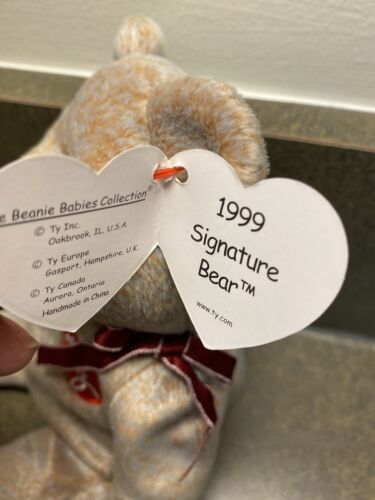 e Beanie Babies Collection®
© Ty Inc.
Oakbrook, IL. U.S.A.
© Ty Europe
Gasport, Hampshire, U.K.
© Ty Canada
Aurora, Ontario
Handmade in China
1999
Signature
Bear™
www.ty.com